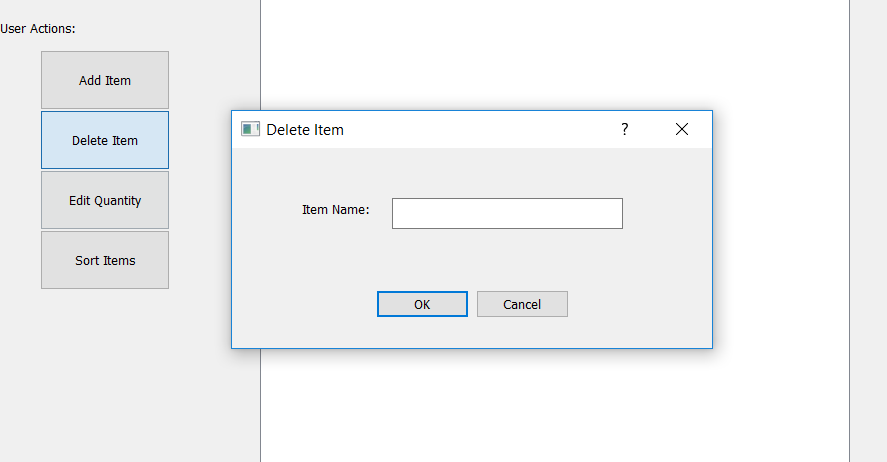 User Actions:
Add Item
Delete Item
Edit Quantity
Sort Items
Delete Item
?
Item Name:
OK
Cancel